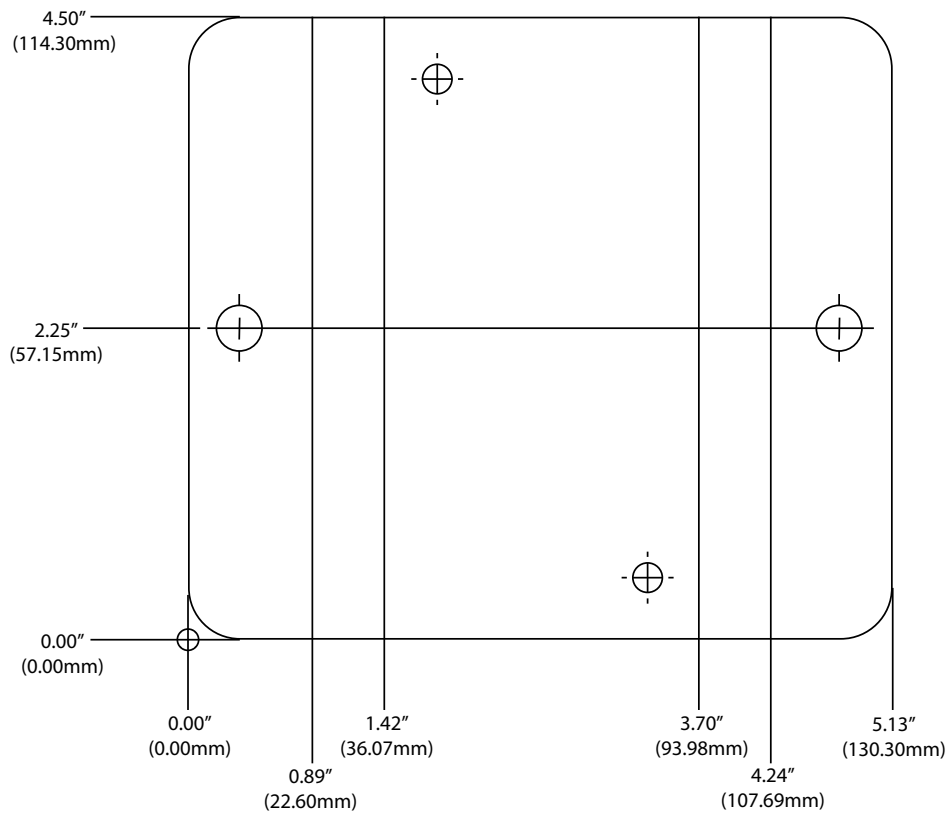 4.50″
(114.30mm)
2.25″
(57.15mm)
0.00″
(0.00mm)
0.00″
(0.00mm)
1.42″
(36.07mm)
3.70″
(93.98mm)
5.13″
(130.30mm)
0.89″
(22.60mm)
4.24″
(107.69mm)